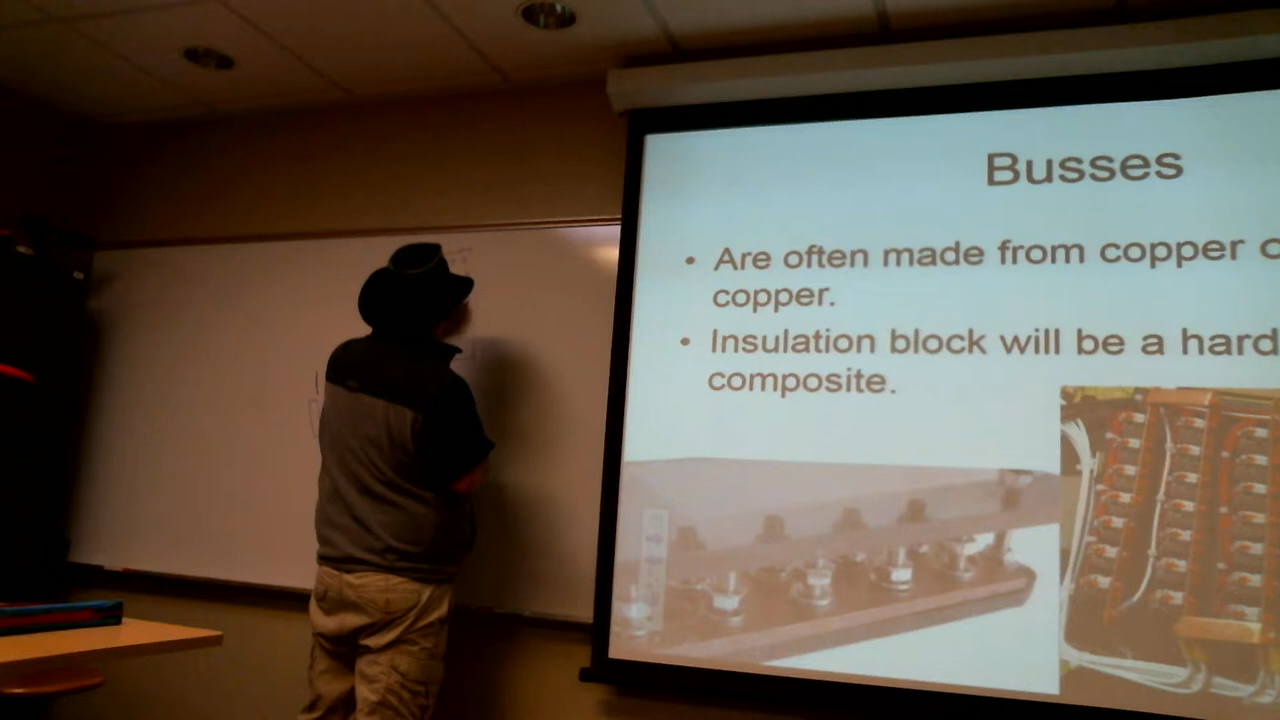 Busses
• Are often made from copper
copper.
• Insulation block will be a hard
composite.